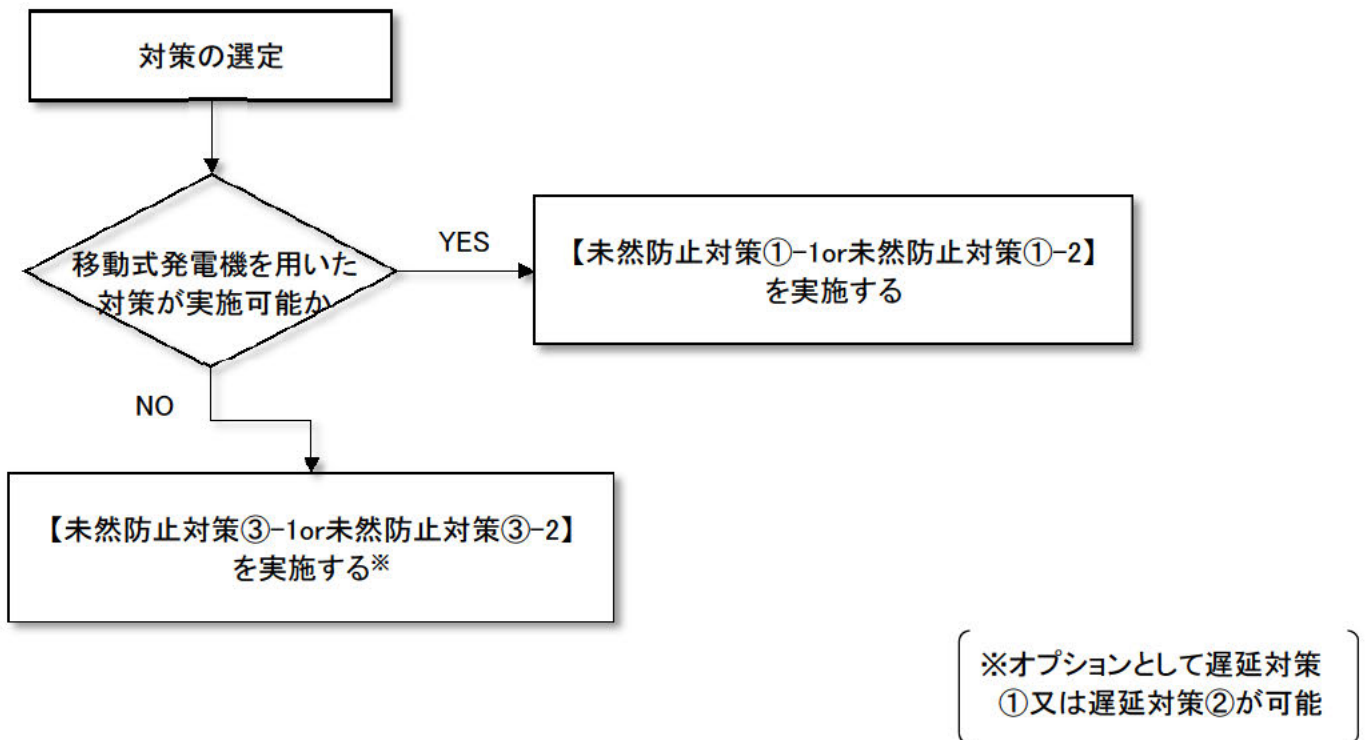 対策の選定
移動式発電機を用いた
対策が実施可能か
YES
【未然防止対策①-1or未然防止対策①-2】
を実施する
NO
【未然防止対策③-1or未然防止対策③-2】
を実施する※
※オプションとして遅延対策
①又は遅延対策②が可能